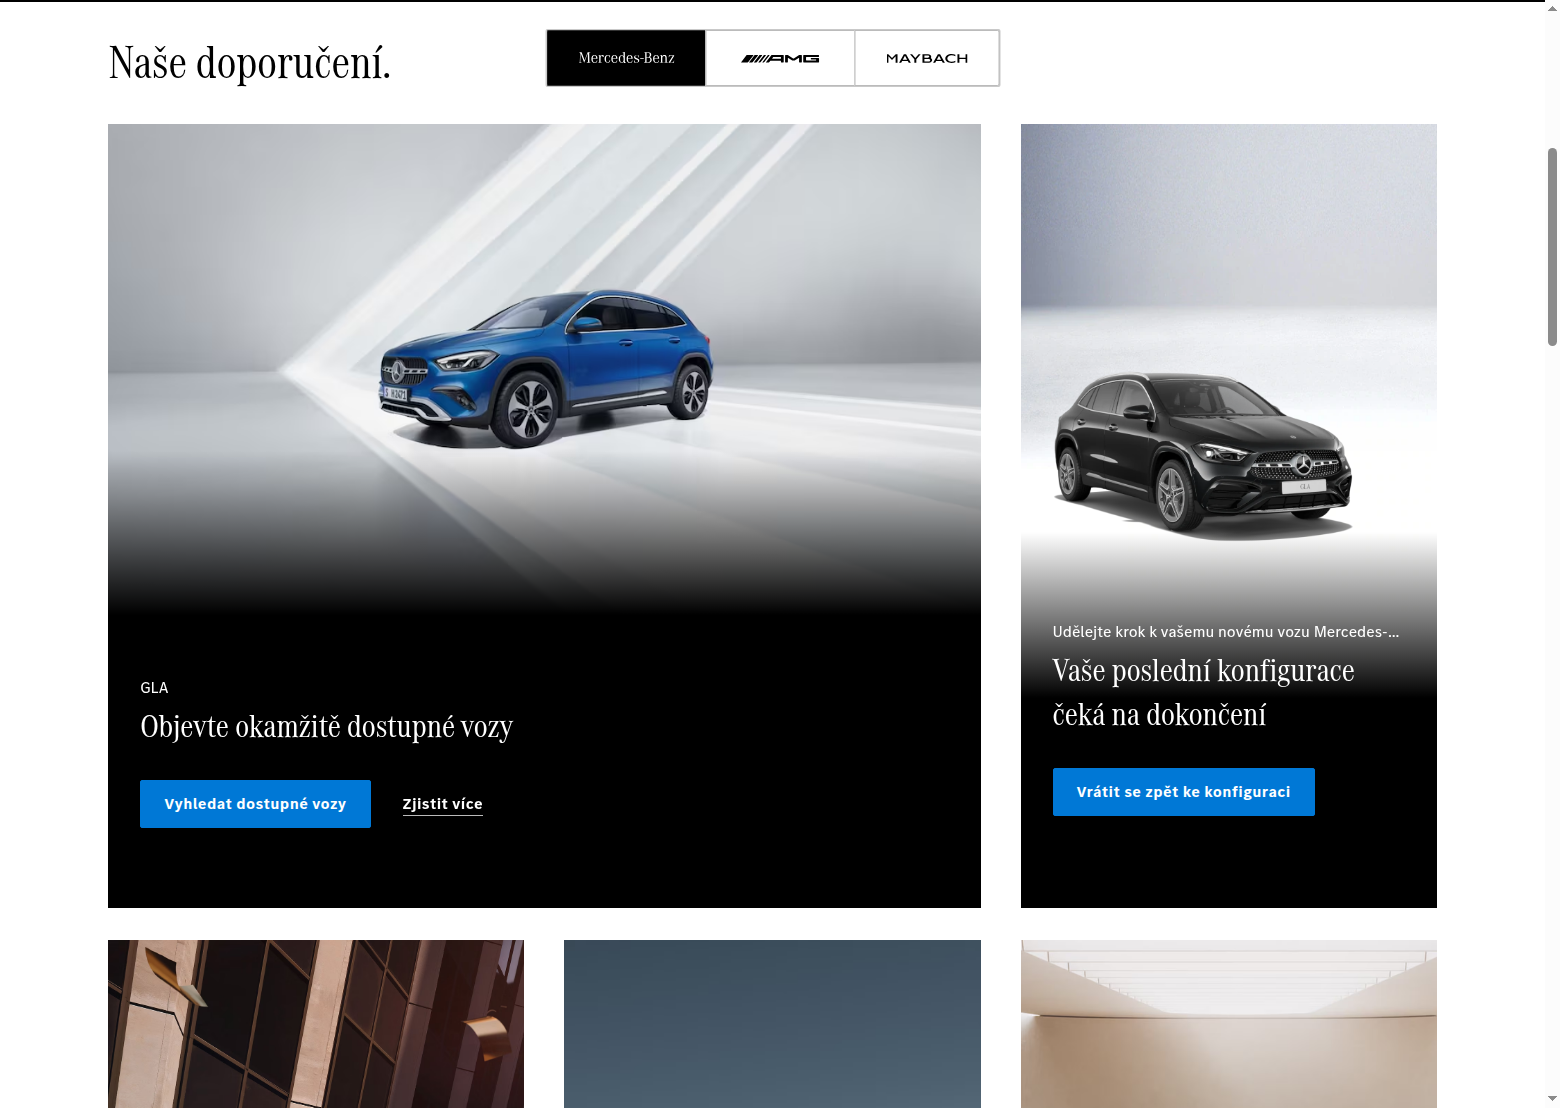 Naše doporučení.
Mercedes-Benz
AMG
MAYBACH
GLA
Objevte okamžitě dostupné vozy
Vyhledat dostupné vozy
Zjistit více
GLA
Udělejte krok k vašemu novému vozu Mercedes-...
Vaše poslední konfigurace
čeká na dokončení
Vrátit se zpět ke konfiguraci